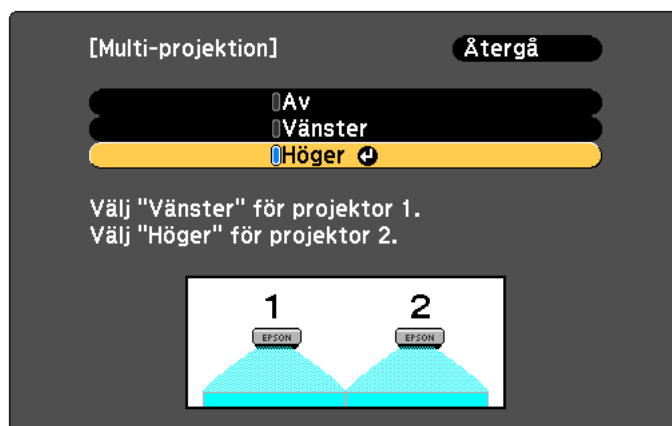 [Multi-projektion] Återgå
Av
Vänster
Höger
Välj "Vänster" för projektor 1.
Välj "Höger" för projektor 2.
1 2
EPSON EPSON